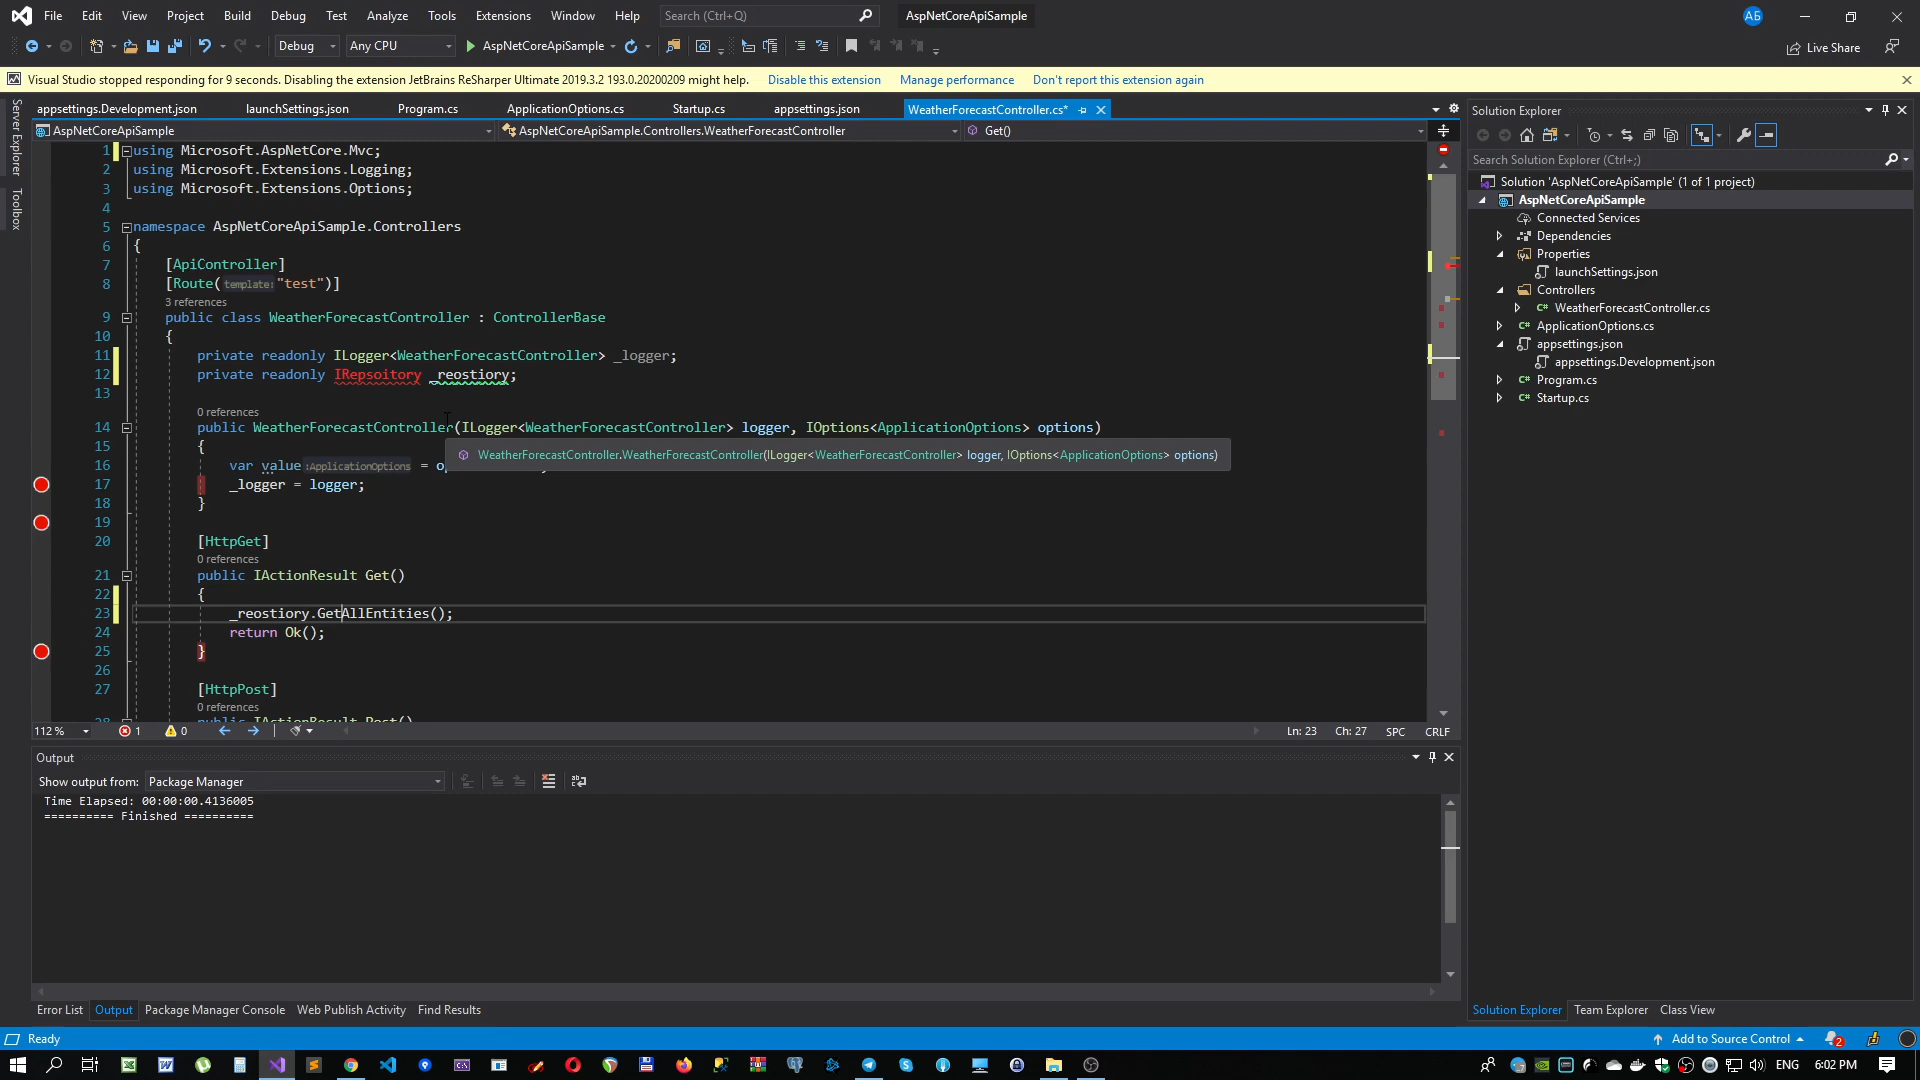 File Edit View Project Build Debug Test Analyze Tools Extensions Window Help Search (Ctrl+Q) AspNetCoreApiSample АБ
Debug Any CPU AspNetCoreApiSample Live Share
Visual Studio stopped responding for 9 seconds. Disabling the extension JetBrains ReSharper Ultimate 2019.3.2 193.0.20200209 might help. Disable this extension Manage performance Don't report this extension again
Server Explorer
Toolbox
appsettings.Development.json launchSettings.json Program.cs ApplicationOptions.cs Startup.cs appsettings.json WeatherForecastController.cs*
AspNetCoreApiSample AspNetCoreApiSample.Controllers.WeatherForecastController Get()
1 using Microsoft.AspNetCore.Mvc;
2 using Microsoft.Extensions.Logging;
3 using Microsoft.Extensions.Options;
4
5 namespace AspNetCoreApiSample.Controllers
6 {
7 [ApiController]
8 [Route(template:"test")]
3 references
9 public class WeatherForecastController : ControllerBase
10 {
11 private readonly ILogger<WeatherForecastController> _logger;
12 private readonly IRepsoitory _reostiory;
13
0 references
14 public WeatherForecastController(ILogger<WeatherForecastController> logger, IOptions<ApplicationOptions> options)
15 {
WeatherForecastController.WeatherForecastController(ILogger<WeatherForecastController> logger, IOptions<ApplicationOptions> options)
16 var value:ApplicationOptions = op
17 _logger = logger;
18 }
19
20 [HttpGet]
0 references
21 public IActionResult Get()
22 {
23 _reostiory.GetAllEntities();
24 return Ok();
25 }
26
27 [HttpPost]
0 references
28 public IActionResult Post()
112 % 1 0 Ln: 23 Ch: 27 SPC CRLF
Output
Show output from: Package Manager
Time Elapsed: 00:00:00.4136005
========== Finished ==========
Error List Output Package Manager Console Web Publish Activity Find Results
Solution Explorer
Search Solution Explorer (Ctrl+;)
Solution 'AspNetCoreApiSample' (1 of 1 project)
AspNetCoreApiSample
Connected Services
Dependencies
Properties
launchSettings.json
Controllers
WeatherForecastController.cs
ApplicationOptions.cs
appsettings.json
appsettings.Development.json
Program.cs
Startup.cs
Solution Explorer Team Explorer Class View
Ready Add to Source Control 2
ENG 6:02 PM